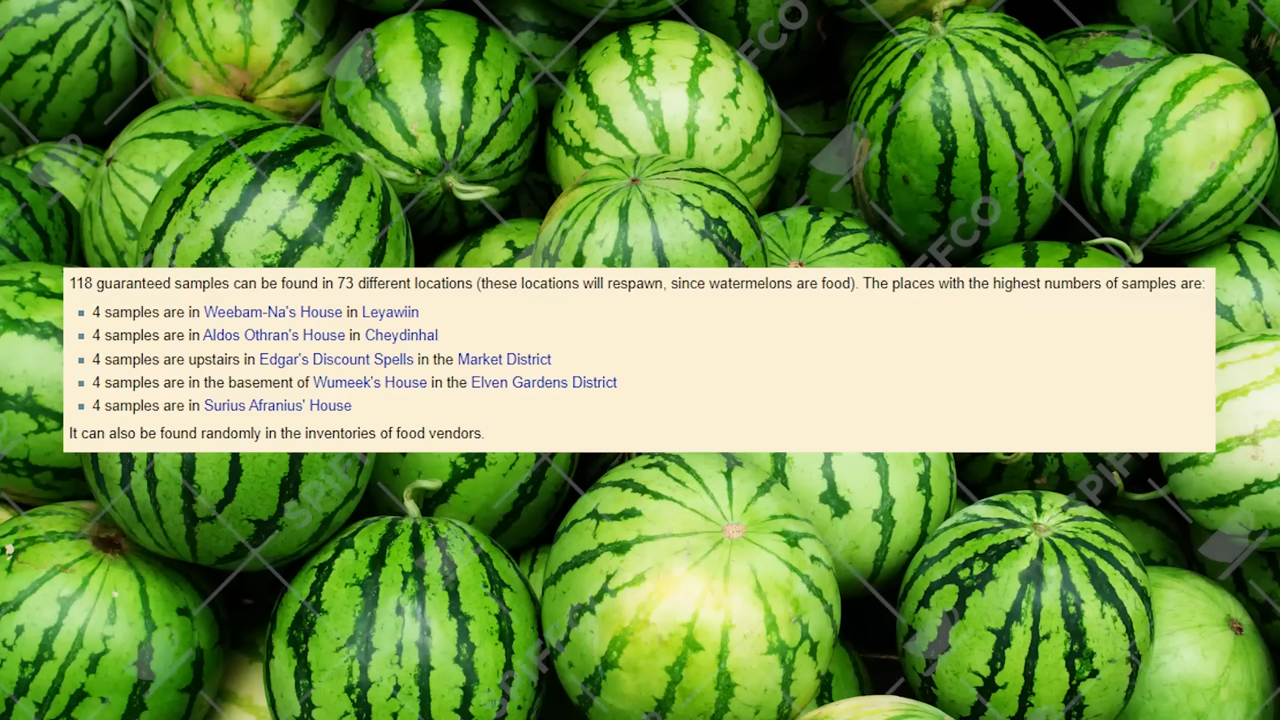 SPIFFCO
118 guaranteed samples can be found in 73 different locations (these locations will respawn, since watermelons are food). The places with the highest numbers of samples are:
4 samples are in Weebam-Na's House in Leyawiin
4 samples are in Aldos Othran's House in Cheydinhal
4 samples are upstairs in Edgar's Discount Spells in the Market District
4 samples are in the basement of Wumeek's House in the Elven Gardens District
4 samples are in Surius Afranius' House
It can also be found randomly in the inventories of food vendors.